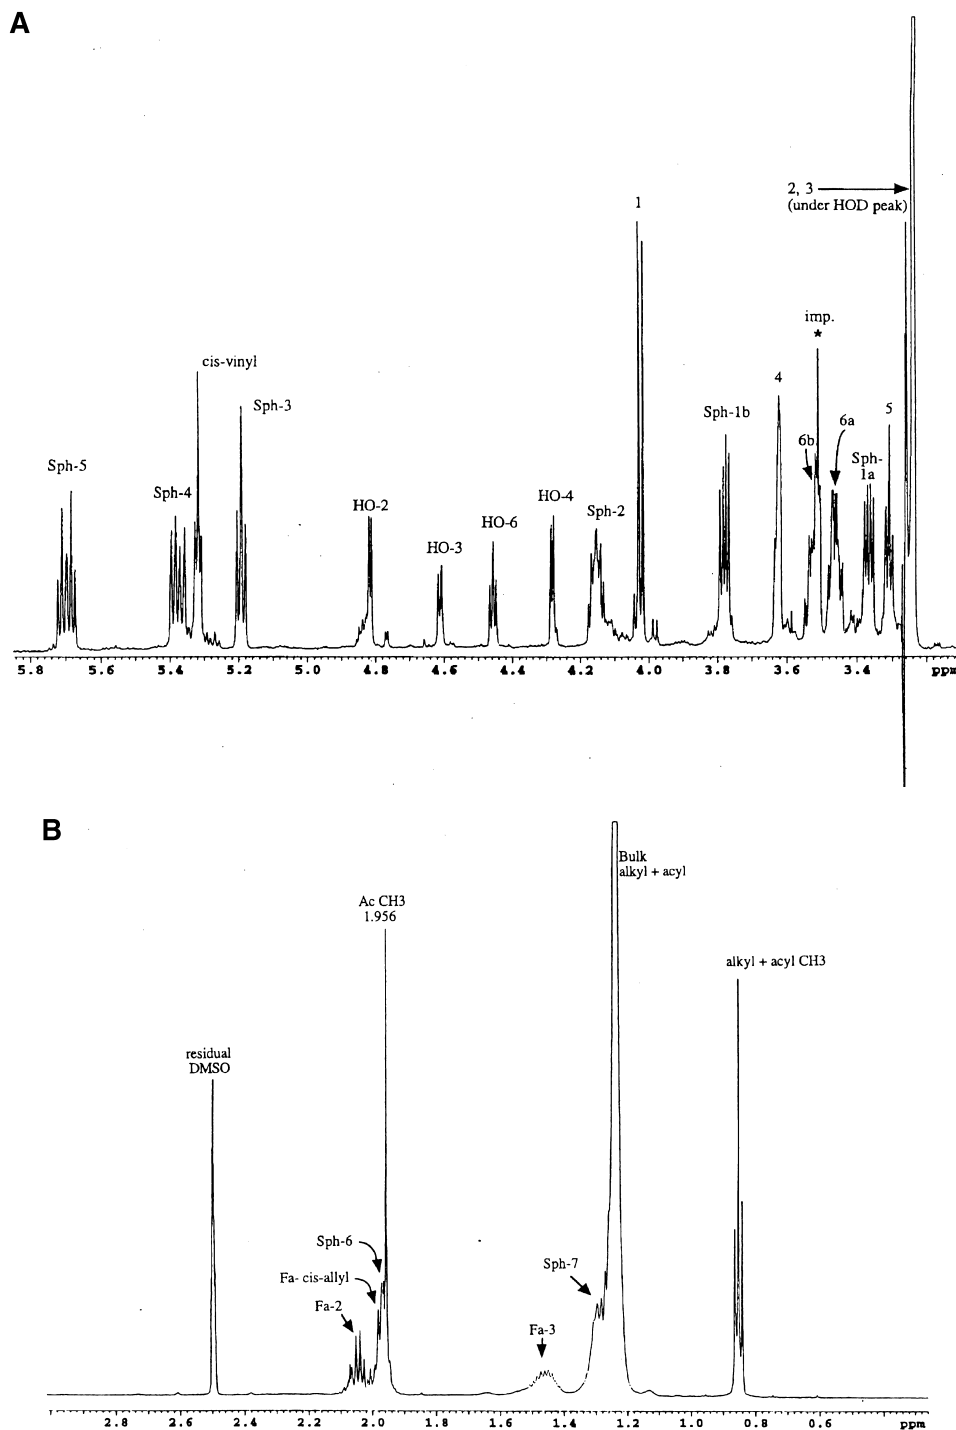 A
2, 3
(under HOD peak)
1
imp.
*
cis-vinyl
4
Sph-3
Sph-1b
5
6a
6b
Sph-
1a
Sph-5
Sph-4
HO-2
HO-4
Sph-2
HO-6
HO-3
5.8 5.6 5.4 5.2 5.0 4.8 4.6 4.4 4.2 4.0 3.8 3.6 3.4 ppm
B
Bulk
alkyl + acyl
Ac CH3
1.956
alkyl + acyl CH3
residual
DMSO
Sph-6
Sph-7
Fa- cis-allyl
Fa-2
Fa-3
2.8 2.6 2.4 2.2 2.0 1.8 1.6 1.4 1.2 1.0 0.8 0.6 ppm